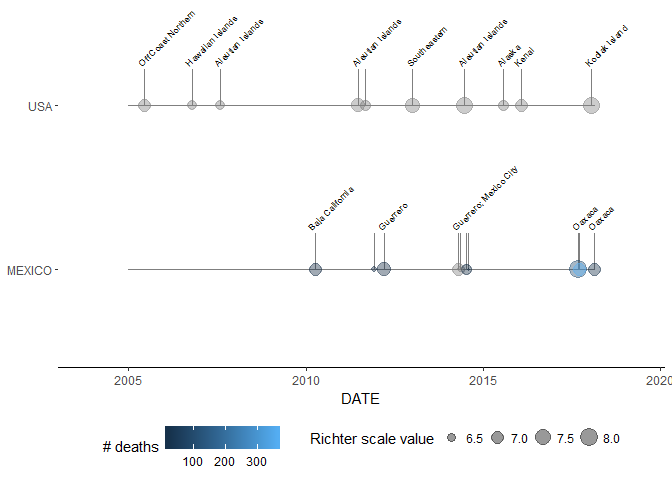 OffCoast Northern
Hawaiian Islands
Aleutian Islands
Aleutian Islands
Southeastern
Aleutian Islands
Alaska
Kenai
Kodiak Island
USA
Baja California
Guerrero
Guerrero; Mexico City
Oaxaca
Oaxaca
MEXICO
2005 2010 2015 2020
DATE
# deaths
100 200 300
Richter scale value 6.5 7.0 7.5 8.0